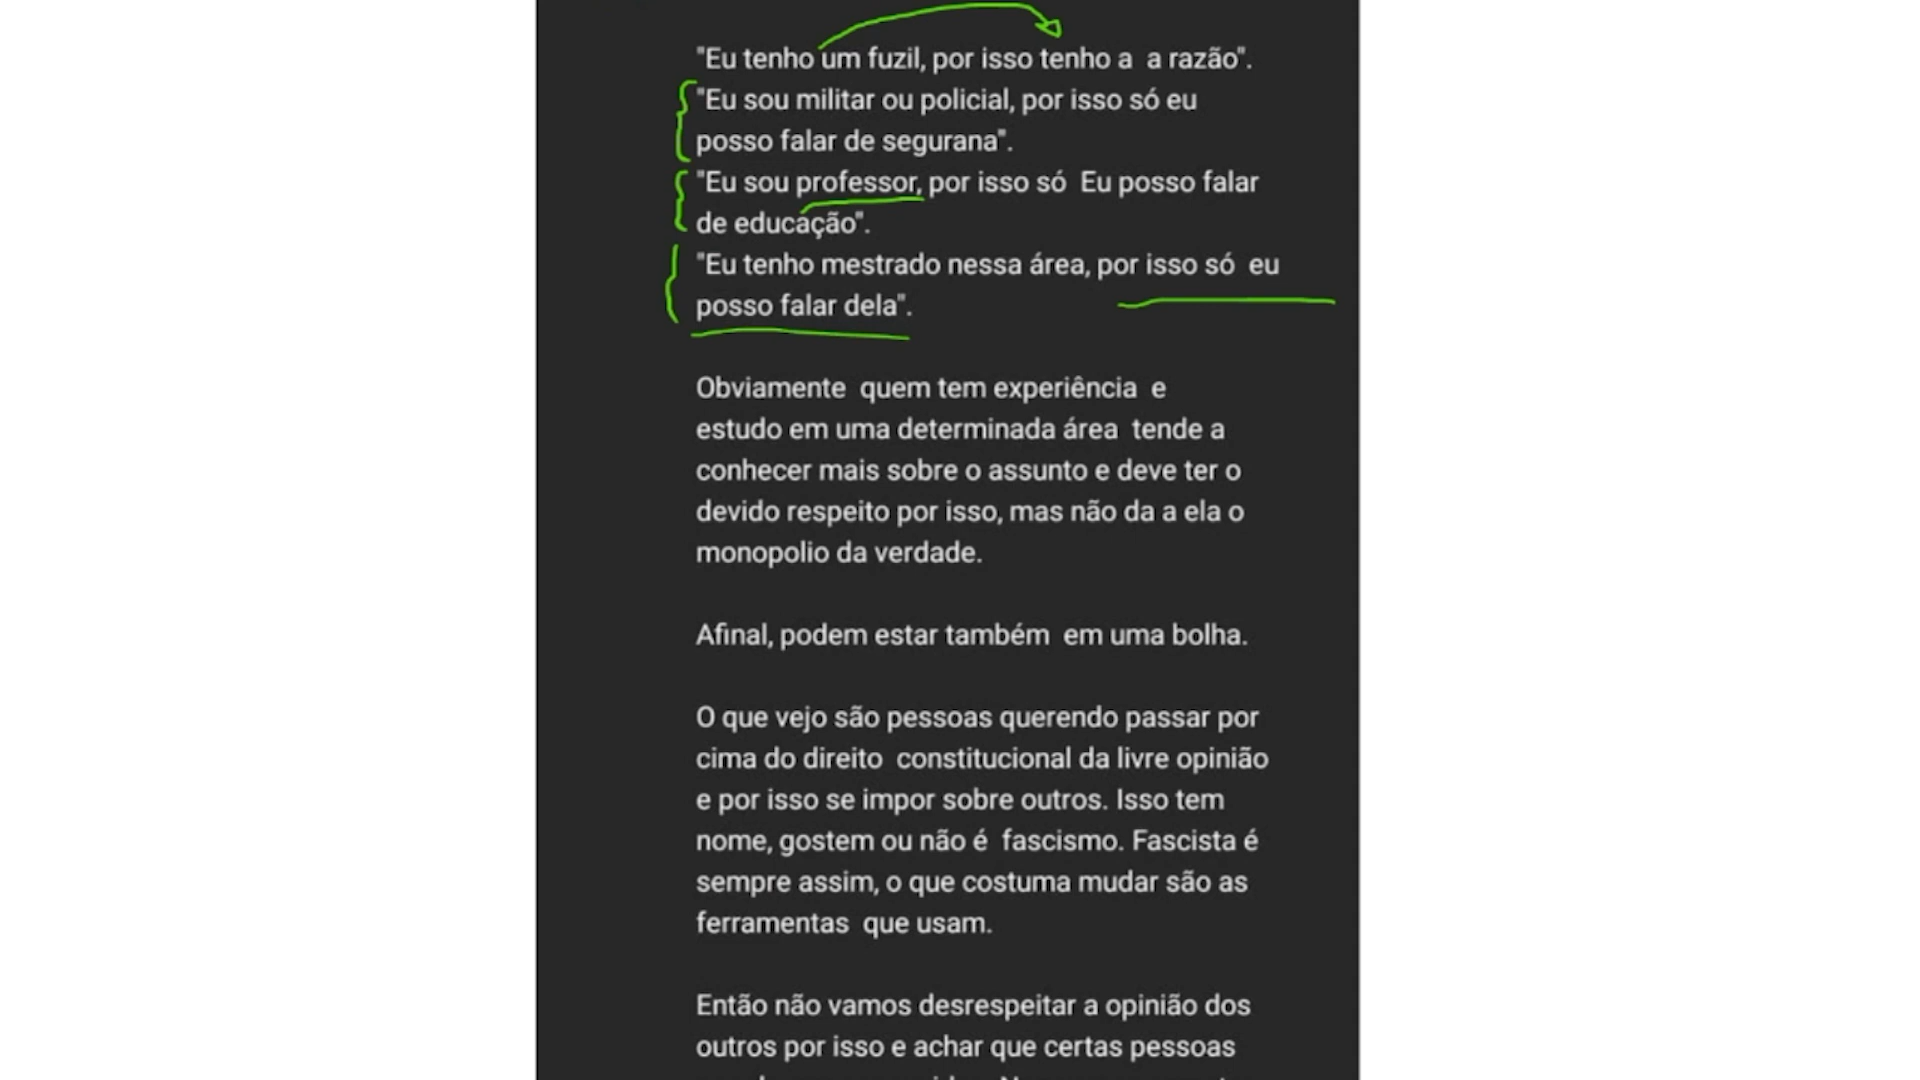 "Eu tenho um fuzil, por isso tenho a  a razão".
"Eu sou militar ou policial, por isso só eu
posso falar de segurana".
"Eu sou professor, por isso só  Eu posso falar
de educação".
"Eu tenho mestrado nessa área, por isso só  eu
posso falar dela".
Obviamente  quem tem experiência  e
estudo em uma determinada área  tende a
conhecer mais sobre o assunto e deve ter o
devido respeito por isso, mas não da a ela o
monopolio da verdade.
Afinal, podem estar também  em uma bolha.
O que vejo são pessoas querendo passar por
cima do direito  constitucional da livre opinião
e por isso se impor sobre outros. Isso tem
nome, gostem ou não é  fascismo. Fascista é
sempre assim, o que costuma mudar são as
ferramentas  que usam.
Então não vamos desrespeitar a opinião dos
outros por isso e achar que certas pessoas